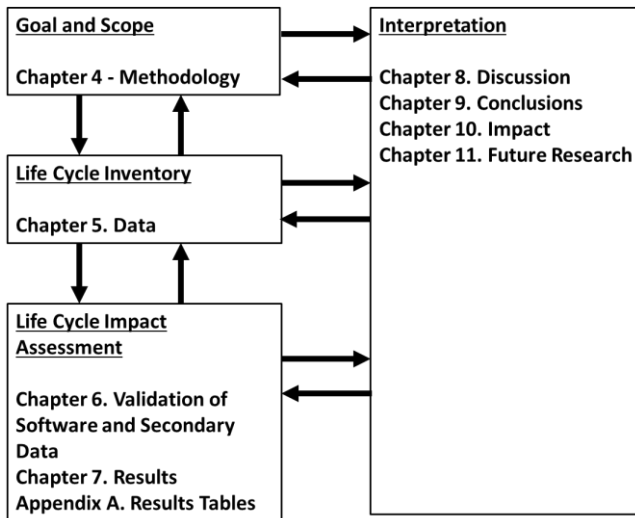 Goal and Scope
Chapter 4 - Methodology
Life Cycle Inventory
Chapter 5. Data
Life Cycle Impact
Assessment
Chapter 6. Validation of
Software and Secondary
Data
Chapter 7. Results
Appendix A. Results Tables
Interpretation
Chapter 8. Discussion
Chapter 9. Conclusions
Chapter 10. Impact
Chapter 11. Future Research